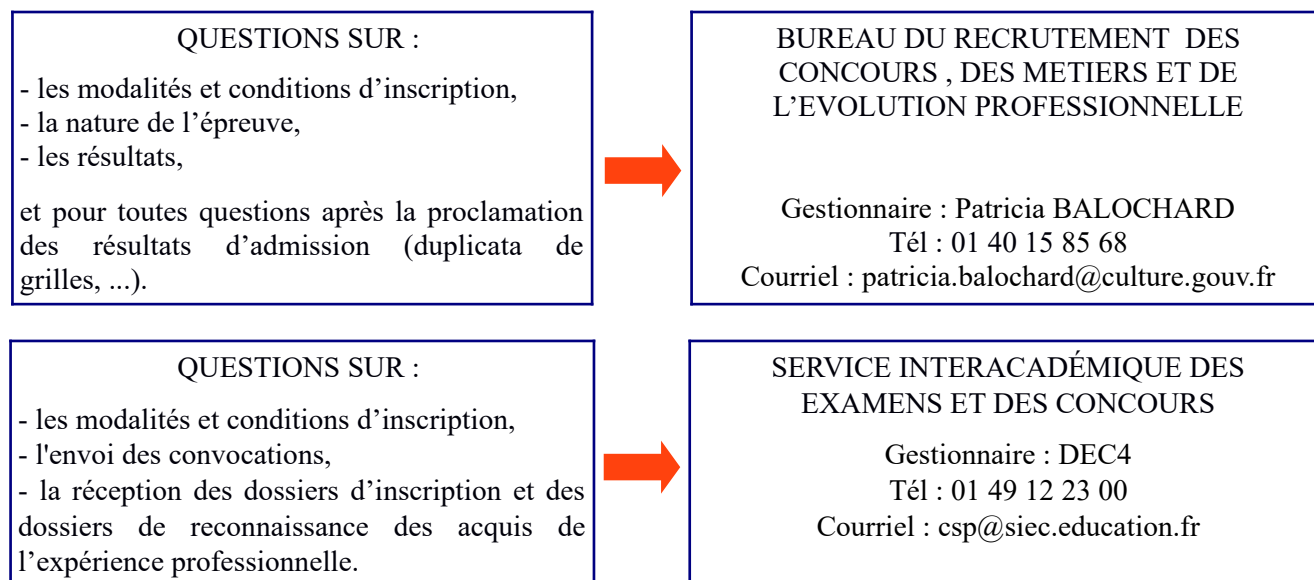 QUESTIONS SUR :
- les modalités et conditions d’inscription,
- la nature de l’épreuve,
- les résultats,
et pour toutes questions après la proclamation
des résultats d’admission (duplicata de
grilles, ...).
BUREAU DU RECRUTEMENT DES
CONCOURS , DES METIERS ET DE
L’EVOLUTION PROFESSIONNELLE
Gestionnaire : Patricia BALOCHARD
Tél : 01 40 15 85 68
Courriel : patricia.balochard@culture.gouv.fr
QUESTIONS SUR :
- les modalités et conditions d’inscription,
- l'envoi des convocations,
- la réception des dossiers d’inscription et des
dossiers de reconnaissance des acquis de
l’expérience professionnelle.
SERVICE INTERACADÉMIQUE DES
EXAMENS ET DES CONCOURS
Gestionnaire : DEC4
Tél : 01 49 12 23 00
Courriel : csp@siec.education.fr